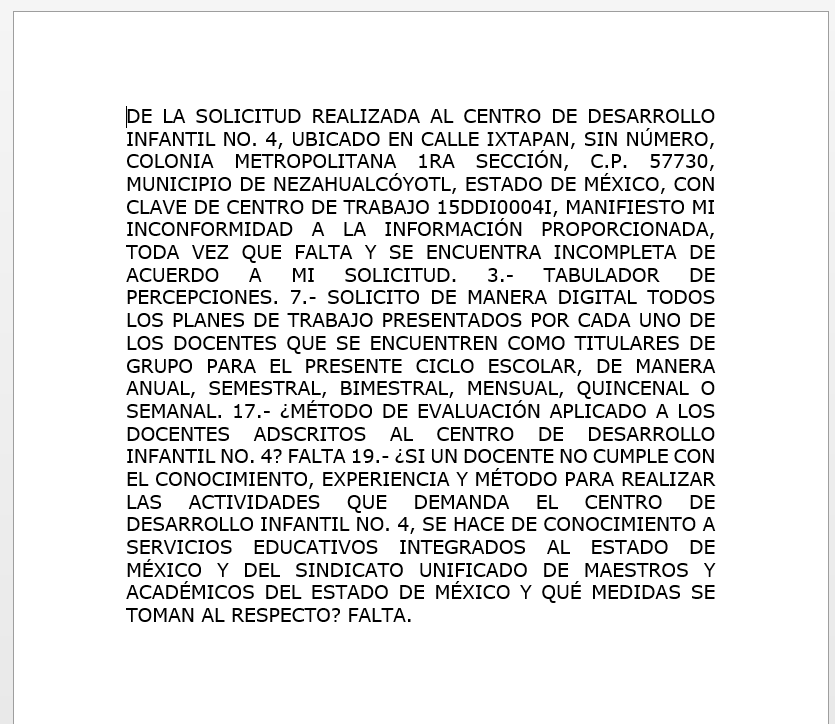 DE LA SOLICITUD REALIZADA AL CENTRO DE DESARROLLO
INFANTIL NO. 4, UBICADO EN CALLE IXTAPAN, SIN NÚMERO,
COLONIA METROPOLITANA 1RA SECCIÓN, C.P. 57730,
MUNICIPIO DE NEZAHUALCÓYOTL, ESTADO DE MÉXICO, CON
CLAVE DE CENTRO DE TRABAJO 15DDI0004I, MANIFIESTO MI
INCONFORMIDAD A LA INFORMACIÓN PROPORCIONADA,
TODA VEZ QUE FALTA Y SE ENCUENTRA INCOMPLETA DE
ACUERDO A MI SOLICITUD. 3.- TABULADOR DE
PERCEPCIONES. 7.- SOLICITO DE MANERA DIGITAL TODOS
LOS PLANES DE TRABAJO PRESENTADOS POR CADA UNO DE
LOS DOCENTES QUE SE ENCUENTREN COMO TITULARES DE
GRUPO PARA EL PRESENTE CICLO ESCOLAR, DE MANERA
ANUAL, SEMESTRAL, BIMESTRAL, MENSUAL, QUINCENAL O
SEMANAL. 17.- ¿MÉTODO DE EVALUACIÓN APLICADO A LOS
DOCENTES ADSCRITOS AL CENTRO DE DESARROLLO
INFANTIL NO. 4? FALTA 19.- ¿SI UN DOCENTE NO CUMPLE CON
EL CONOCIMIENTO, EXPERIENCIA Y MÉTODO PARA REALIZAR
LAS ACTIVIDADES QUE DEMANDA EL CENTRO DE
DESARROLLO INFANTIL NO. 4, SE HACE DE CONOCIMIENTO A
SERVICIOS EDUCATIVOS INTEGRADOS AL ESTADO DE
MÉXICO Y DEL SINDICATO UNIFICADO DE MAESTROS Y
ACADÉMICOS DEL ESTADO DE MÉXICO Y QUÉ MEDIDAS SE
TOMAN AL RESPECTO? FALTA.